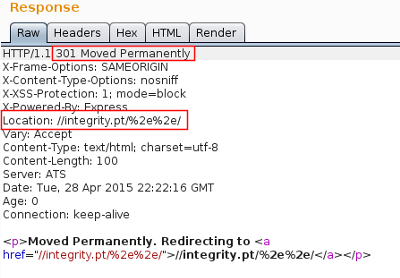 Response
Raw Headers Hex HTML Render
HTTP/1.1 301 Moved Permanently
X-Frame-Options: SAMEORIGIN
X-Content-Type-Options: nosniff
X-XSS-Protection: 1; mode=block
X-Powered-By: Express
Location: //integrity.pt/%2e%2e/
Vary: Accept
Content-Type: text/html; charset=utf-8
Content-Length: 100
Server: ATS
Date: Tue, 28 Apr 2015 22:22:16 GMT
Age: 0
Connection: keep-alive
<p>Moved Permanently. Redirecting to <a
href="//integrity.pt/%2e%2e/">//integrity.pt/%2e%2e/</a></p>